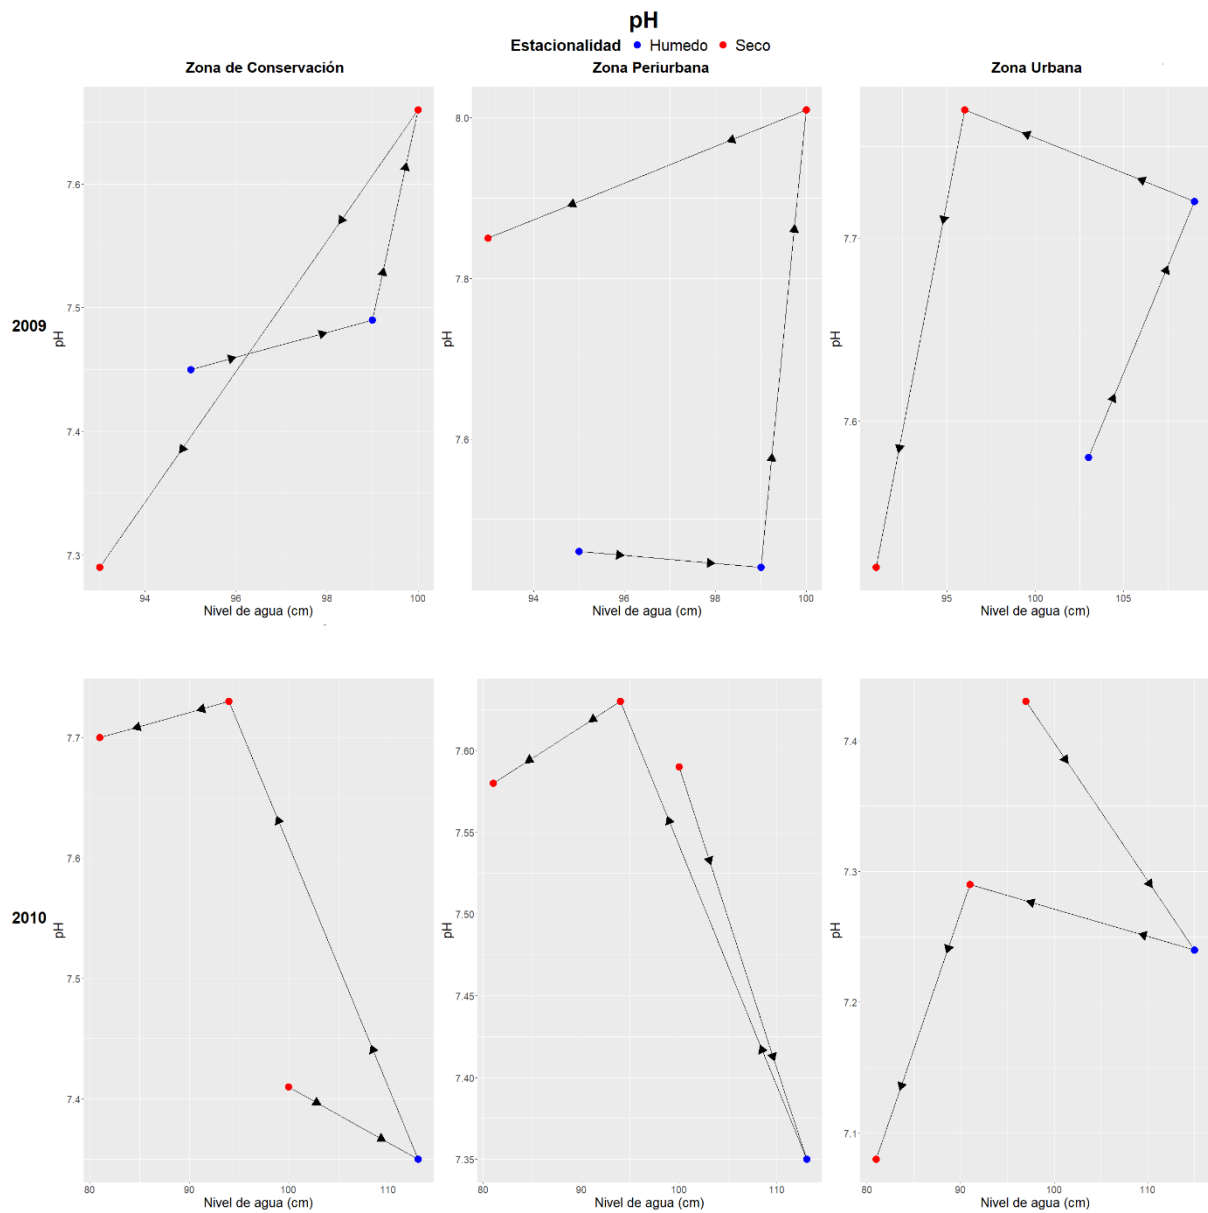 pH
Estacionalidad Humedo Seco
Zona de Conservación Zona Periurbana Zona Urbana
2009
pH
7.6
7.5
7.4
7.3
94 96 98 100
Nivel de agua (cm)
pH
8.0
7.8
7.6
94 96 98 100
Nivel de agua (cm)
pH
7.7
7.6
95 100 105
Nivel de agua (cm)
2010
pH
7.7
7.6
7.5
7.4
80 90 100 110
Nivel de agua (cm)
pH
7.60
7.55
7.50
7.45
7.40
7.35
80 90 100 110
Nivel de agua (cm)
pH
7.4
7.3
7.2
7.1
80 90 100 110
Nivel de agua (cm)